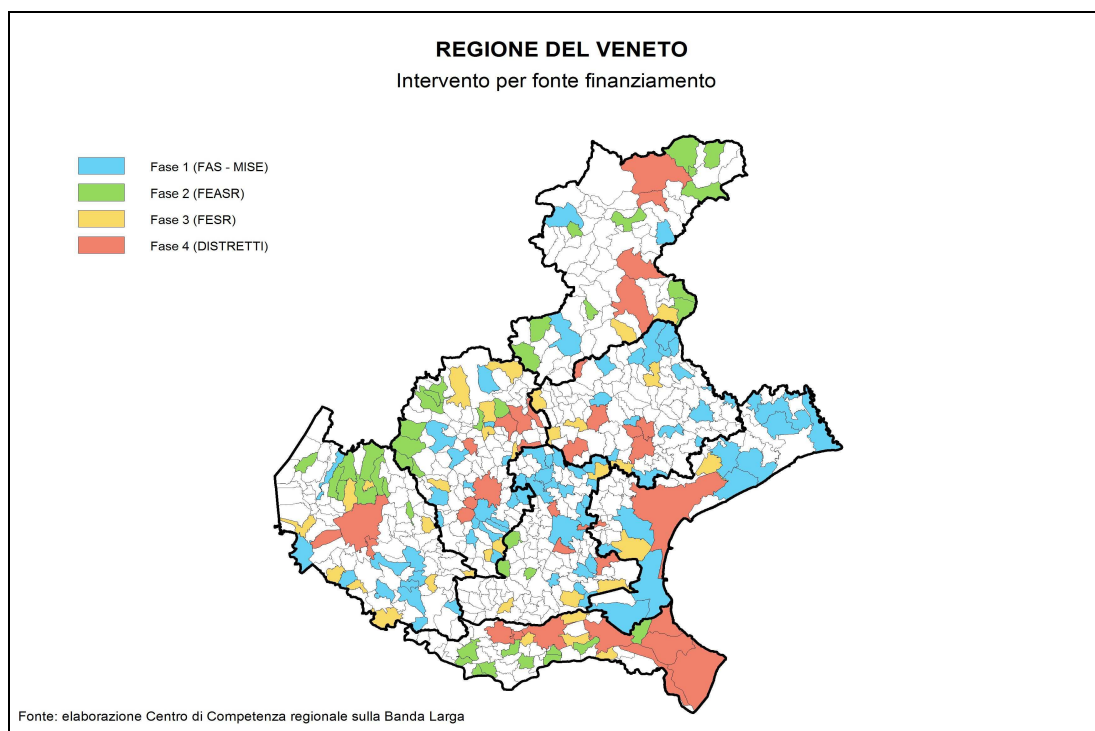 REGIONE DEL VENETO
Intervento per fonte finanziamento
Fase 1 (FAS - MISE)
Fase 2 (FEASR)
Fase 3 (FESR)
Fase 4 (DISTRETTI)
Fonte: elaborazione Centro di Competenza regionale sulla Banda Larga